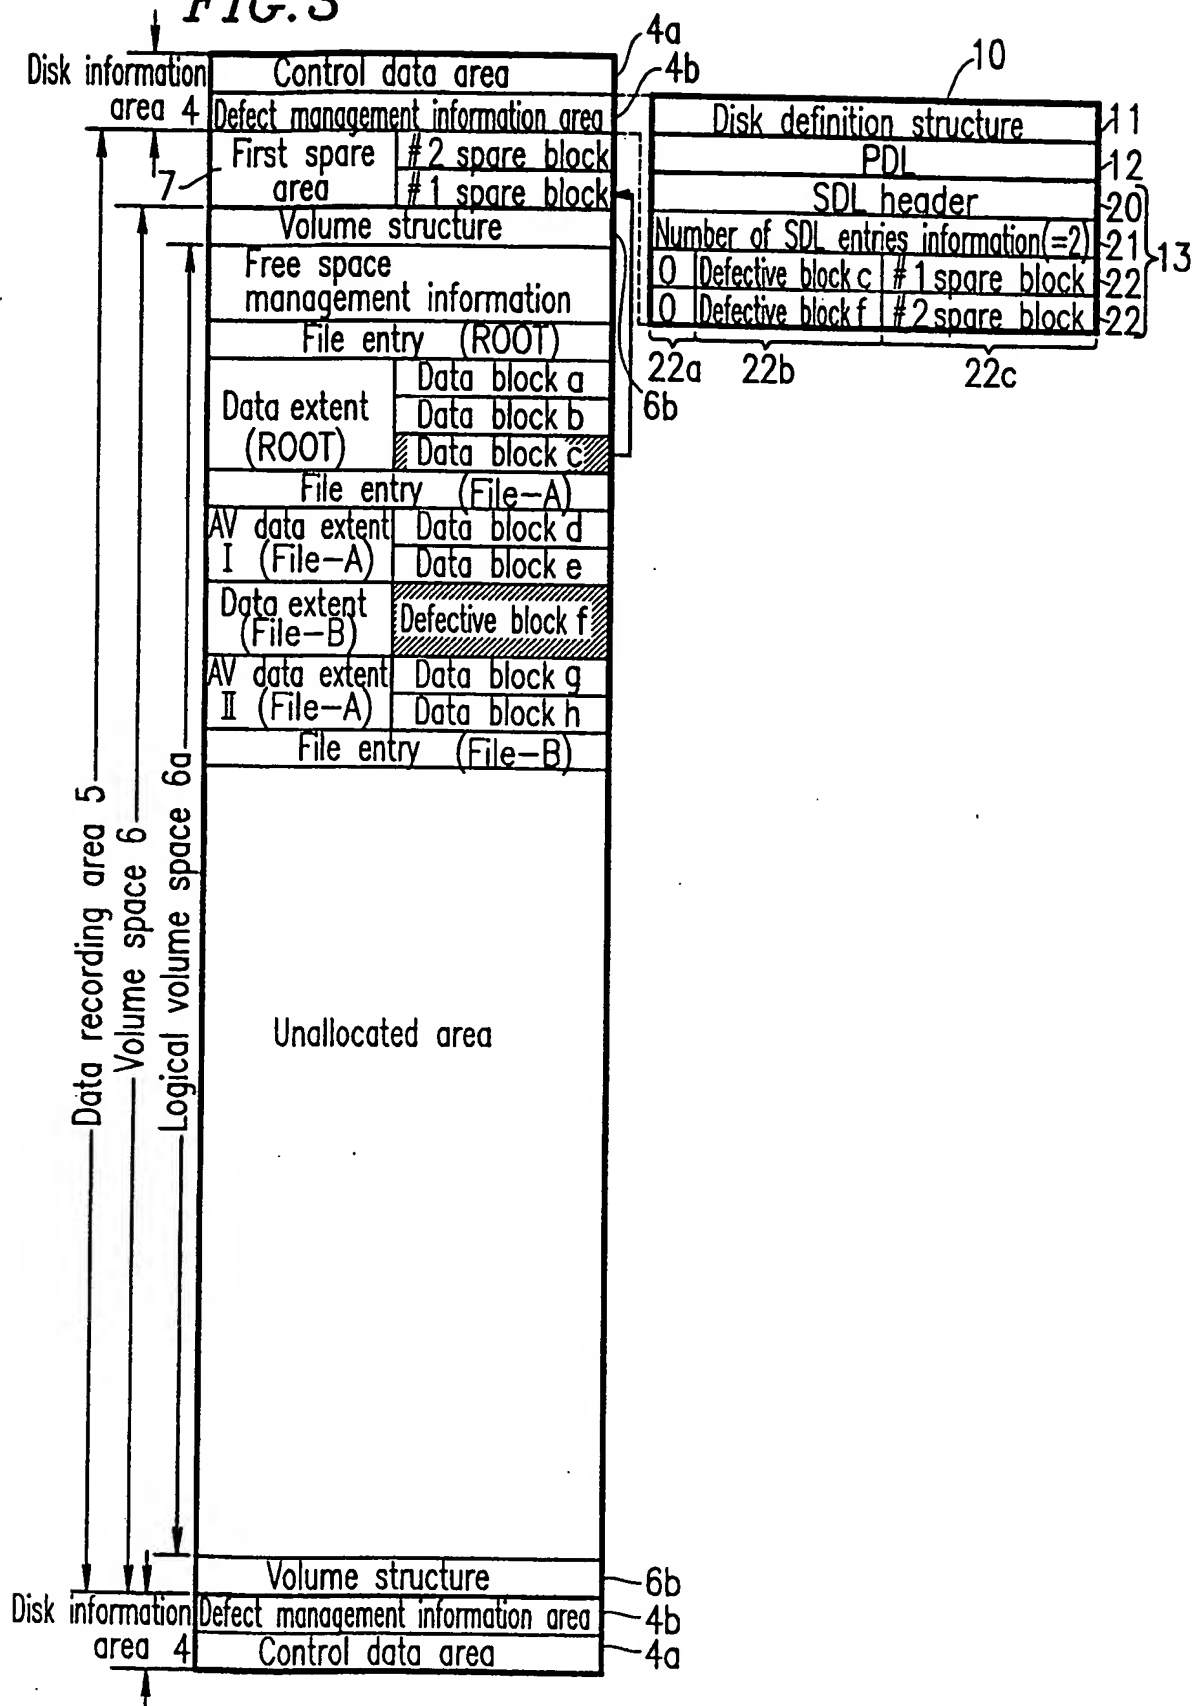 FIG. 3
Disk information
area 4
Control data area
4a
Defect management information area
4b
7
First spare
area
#2 spare block
#1 spare block
Volume structure
6b
Free space
management information
File entry (ROOT)
Data extent
(ROOT)
Data block a
Data block b
Data block c
File entry (File-A)
AV data extent
I (File-A)
Data block d
Data block e
Data extent
(File-B)
Defective block f
AV data extent
II (File-A)
Data block g
Data block h
File entry (File-B)
Unallocated area
Data recording area 5
Volume space 6
Logical volume space 6a
Volume structure
6b
Disk information
area 4
Defect management information area
4b
Control data area
4a
10
Disk definition structure
11
PDL
12
SDL header
20
Number of SDL entries information(=2)
21
13
0 Defective block c #1 spare block
22
0 Defective block f #2 spare block
22
22a 22b 22c